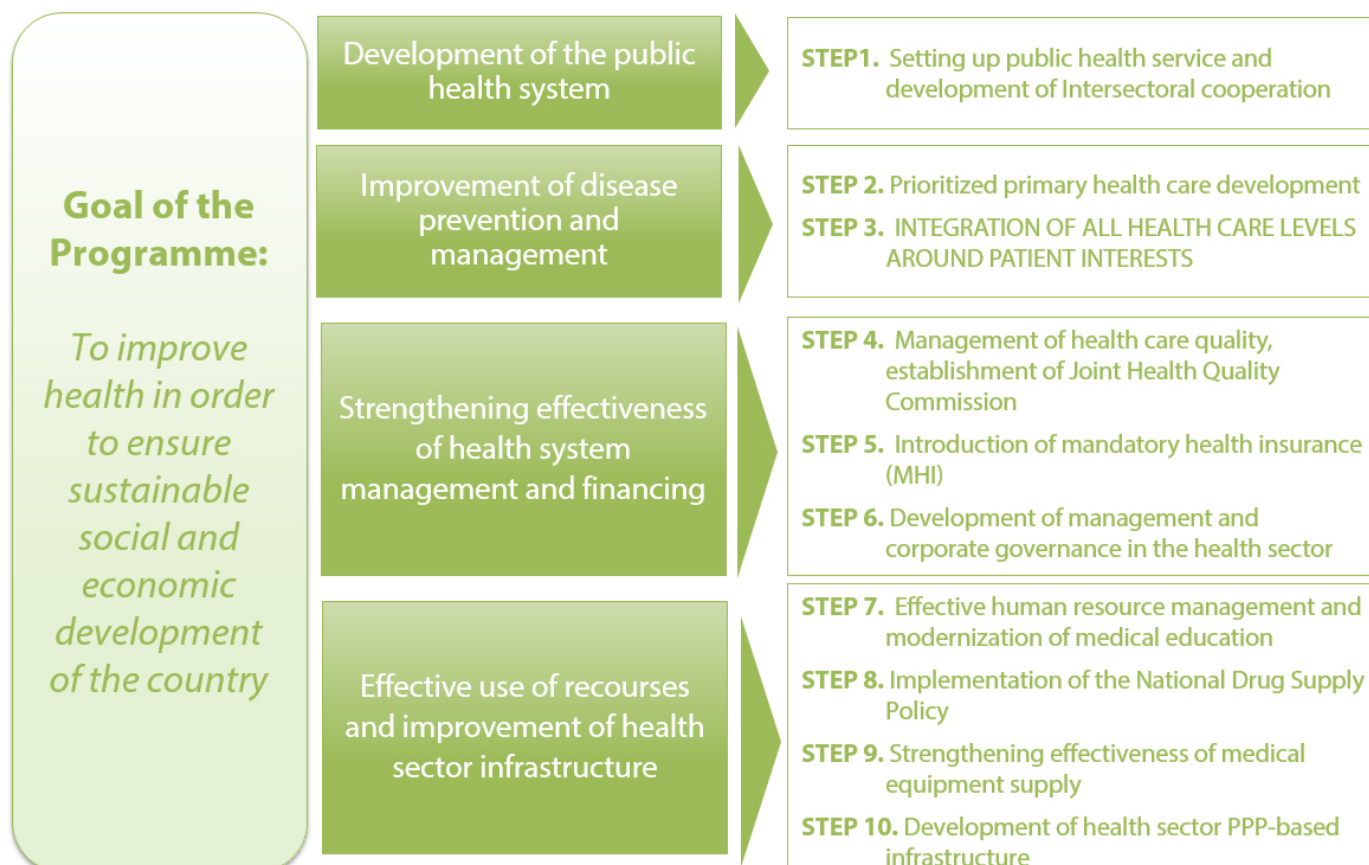 Goal of the
Programme:
To improve
health in order
to ensure
sustainable
social and
economic
development
of the country
Development of the public
health system
STEP1. Setting up public health service and
development of Intersectoral cooperation
Improvement of disease
prevention and
management
STEP 2. Prioritized primary health care development
STEP 3. INTEGRATION OF ALL HEALTH CARE LEVELS
AROUND PATIENT INTERESTS
Strengthening effectiveness
of health system
management and financing
STEP 4. Management of health care quality,
establishment of Joint Health Quality
Commission
STEP 5. Introduction of mandatory health insurance
(MHI)
STEP 6. Development of management and
corporate governance in the health sector
Effective use of recourses
and improvement of health
sector infrastructure
STEP 7. Effective human resource management and
modernization of medical education
STEP 8. Implementation of the National Drug Supply
Policy
STEP 9. Strengthening effectiveness of medical
equipment supply
STEP 10. Development of health sector PPP-based
infrastructure